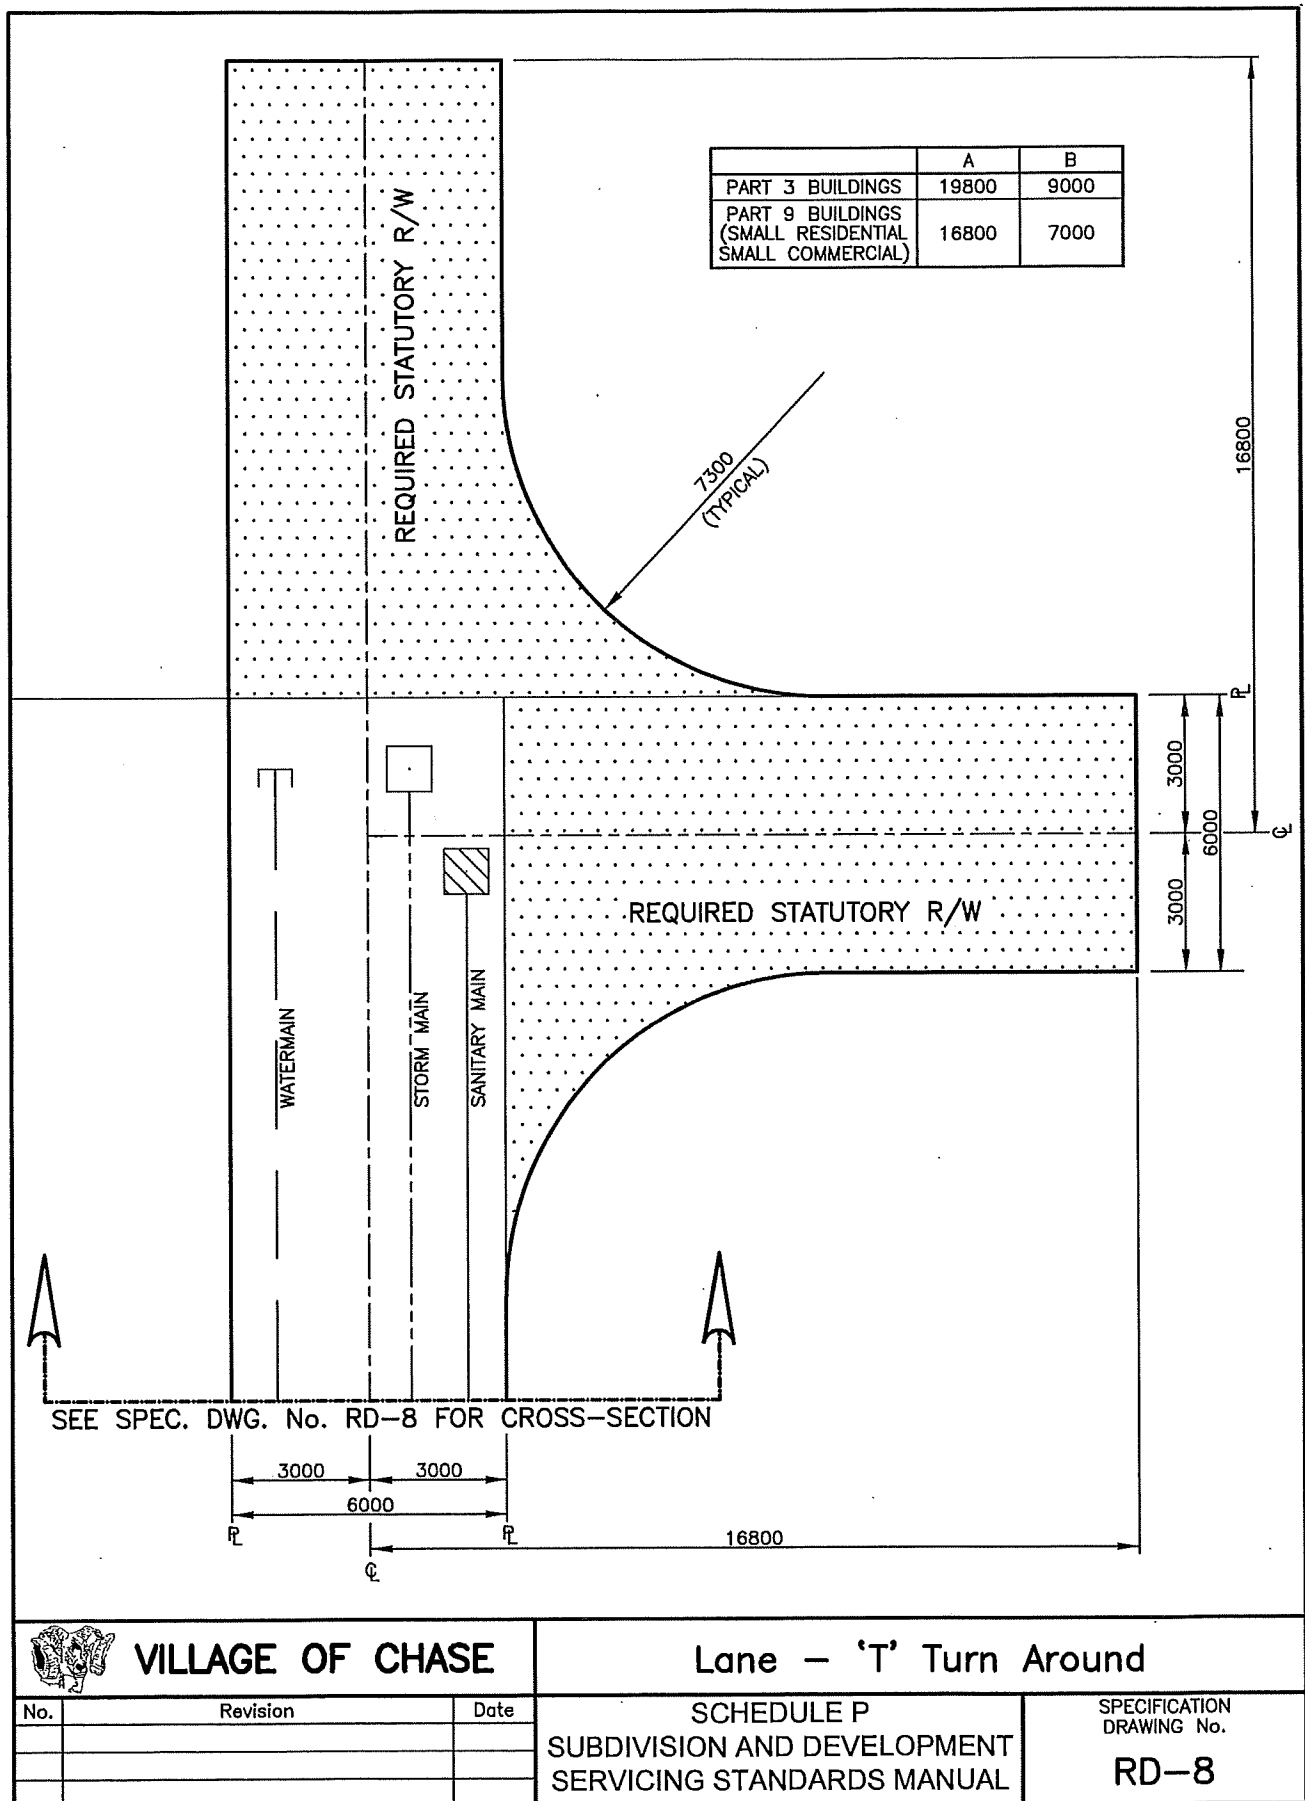 A B
PART 3 BUILDINGS 19800 9000
PART 9 BUILDINGS
(SMALL RESIDENTIAL
SMALL COMMERCIAL)
16800 7000
REQUIRED STATUTORY R/W
7300
(TYPICAL)
16800
PL
3000
6000
CL
3000
REQUIRED STATUTORY R/W
WATERMAIN
STORM MAIN
SANITARY MAIN
SEE SPEC. DWG. No. RD-8 FOR CROSS-SECTION
3000 3000
6000
PL PL
16800
CL
VILLAGE OF CHASE
Lane - 'T' Turn Around
No. Revision Date
SCHEDULE P
SUBDIVISION AND DEVELOPMENT
SERVICING STANDARDS MANUAL
SPECIFICATION
DRAWING No.
RD-8